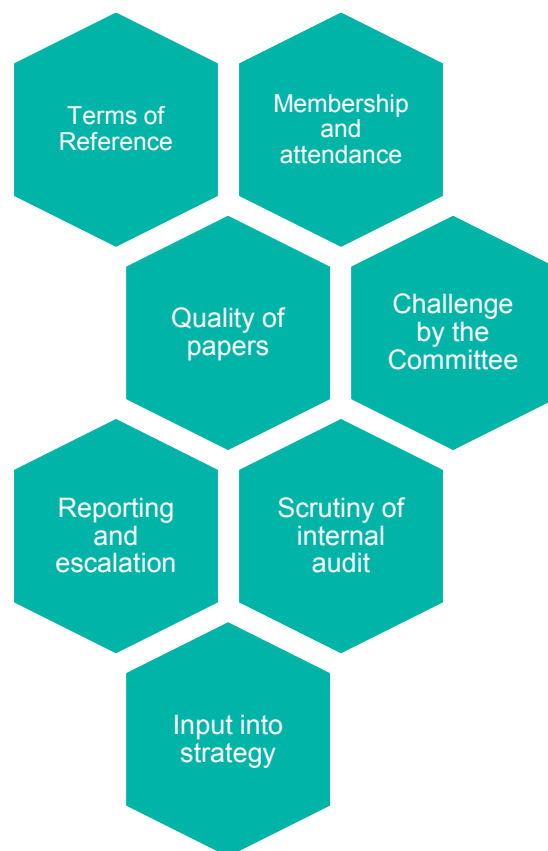 Terms of
Reference
Membership
and
attendance
Quality of
papers
Challenge
by the
Committee
Reporting
and
escalation
Scrutiny of
internal
audit
Input into
strategy